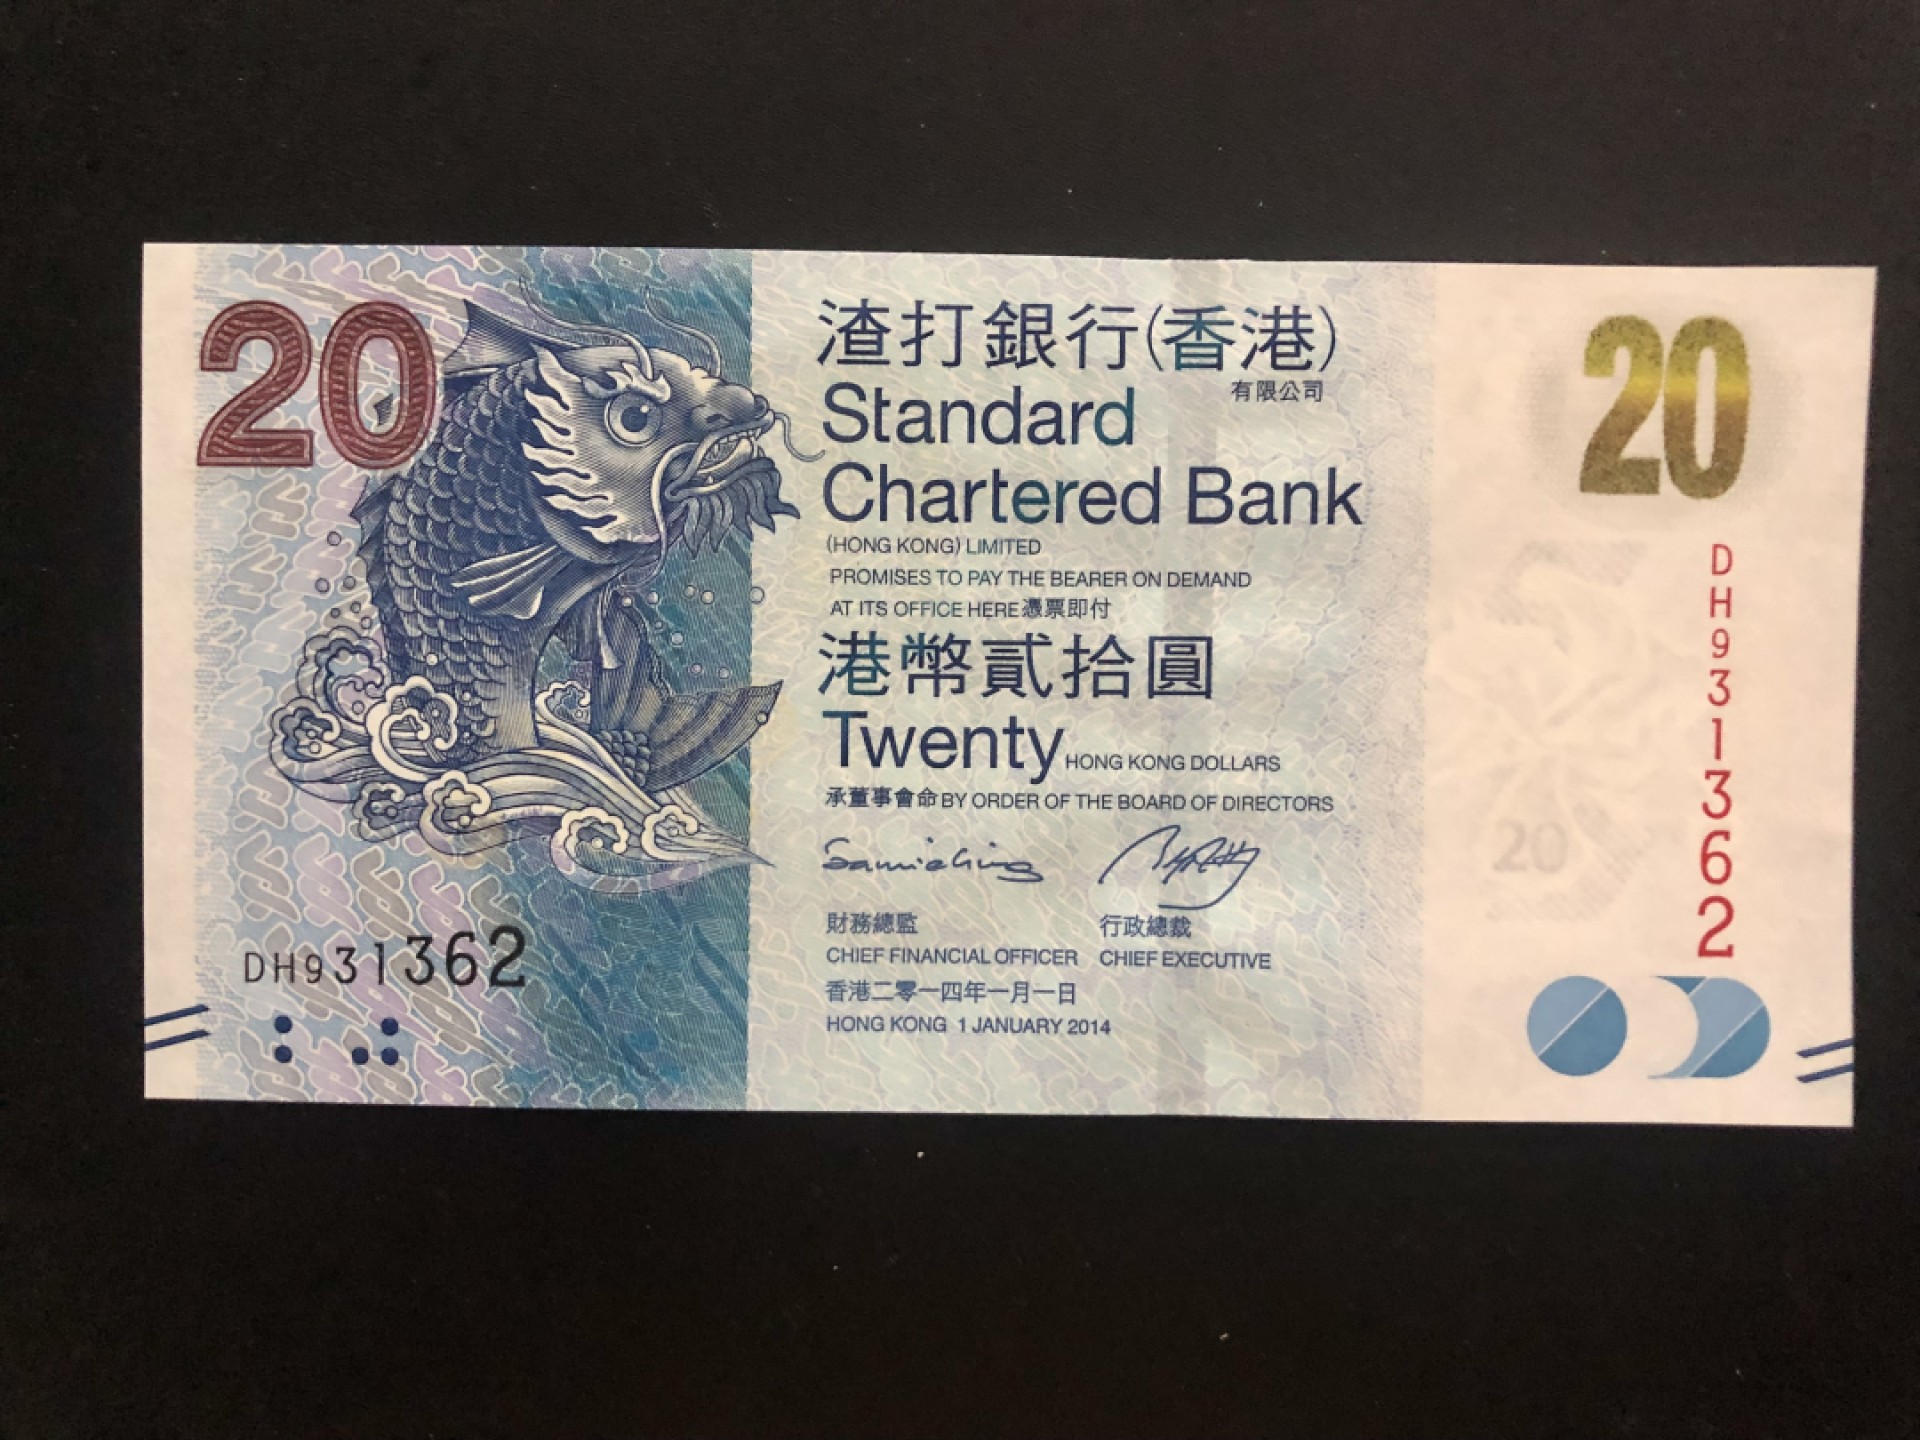 20
渣打銀行(香港)
有限公司
Standard
Chartered Bank
(HONG KONG) LIMITED
PROMISES TO PAY THE BEARER ON DEMAND
AT ITS OFFICE HERE憑票即付
港幣貳拾圓
Twenty HONG KONG DOLLARS
承董事會命 BY ORDER OF THE BOARD OF DIRECTORS
財務總監 行政總裁
CHIEF FINANCIAL OFFICER CHIEF EXECUTIVE
香港二零一四年一月一日
HONG KONG 1 JANUARY 2014
DH931362
20
DH931362
20